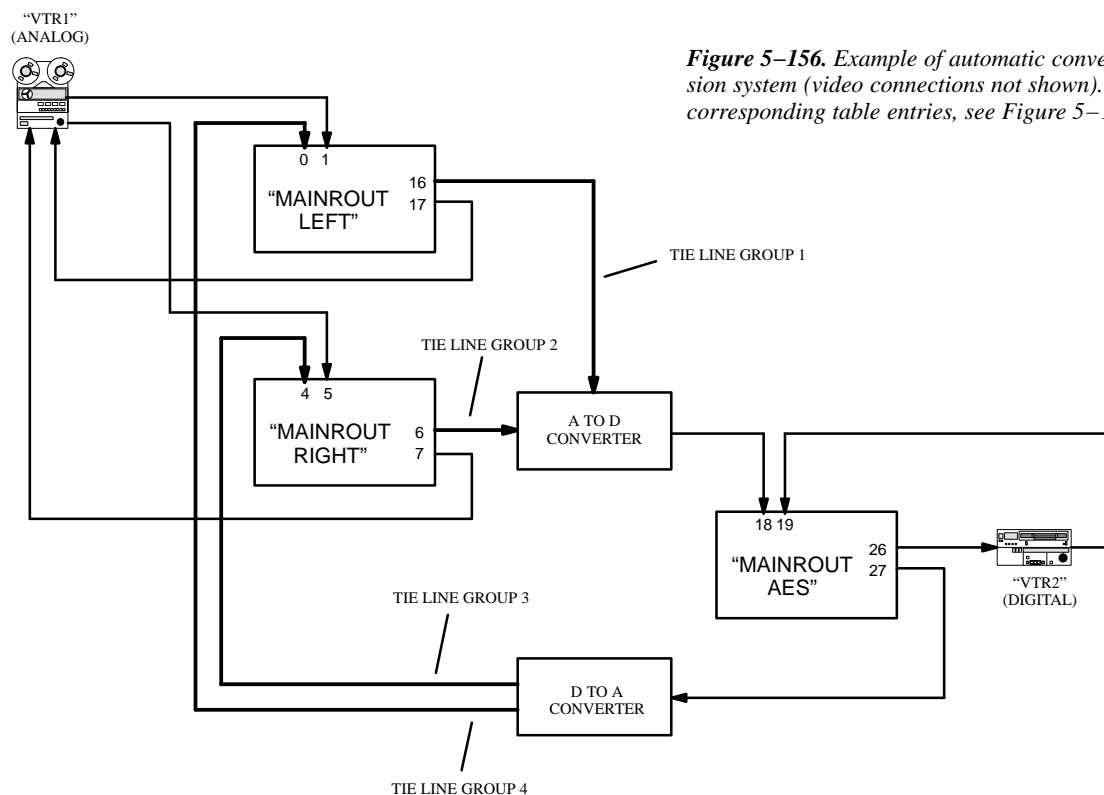 “VTR1”
(ANALOG)
Figure 5–156. Example of automatic conve
sion system (video connections not shown).
corresponding table entries, see Figure 5–1
0 1
“MAINROUT
LEFT”
16
17
TIE LINE GROUP 1
TIE LINE GROUP 2
4 5
“MAINROUT
RIGHT”
6
7
A TO D
CONVERTER
18 19
“MAINROUT
AES”
26
27
“VTR2”
(DIGITAL)
TIE LINE GROUP 3
D TO A
CONVERTER
TIE LINE GROUP 4